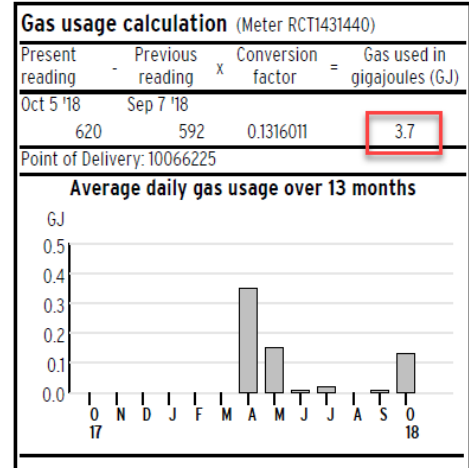 Gas usage calculation (Meter RCT1431440)
Present reading - Previous reading x Conversion factor = Gas used in gigajoules (GJ)
Oct 5 '18 Sep 7 '18
620 592 0.1316011 3.7
Point of Delivery: 10066225
Average daily gas usage over 13 months
GJ
0.5
0.4
0.3
0.2
0.1
0.0
O N D J F M A M J J A S O
17 18